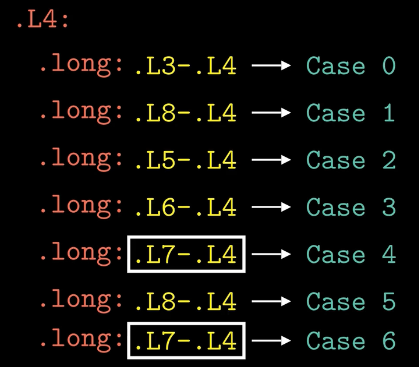 .L4:
.long: .L3-.L4 → Case 0
.long: .L8-.L4 → Case 1
.long: .L5-.L4 → Case 2
.long: .L6-.L4 → Case 3
.long: .L7-.L4 → Case 4
.long: .L8-.L4 → Case 5
.long: .L7-.L4 → Case 6